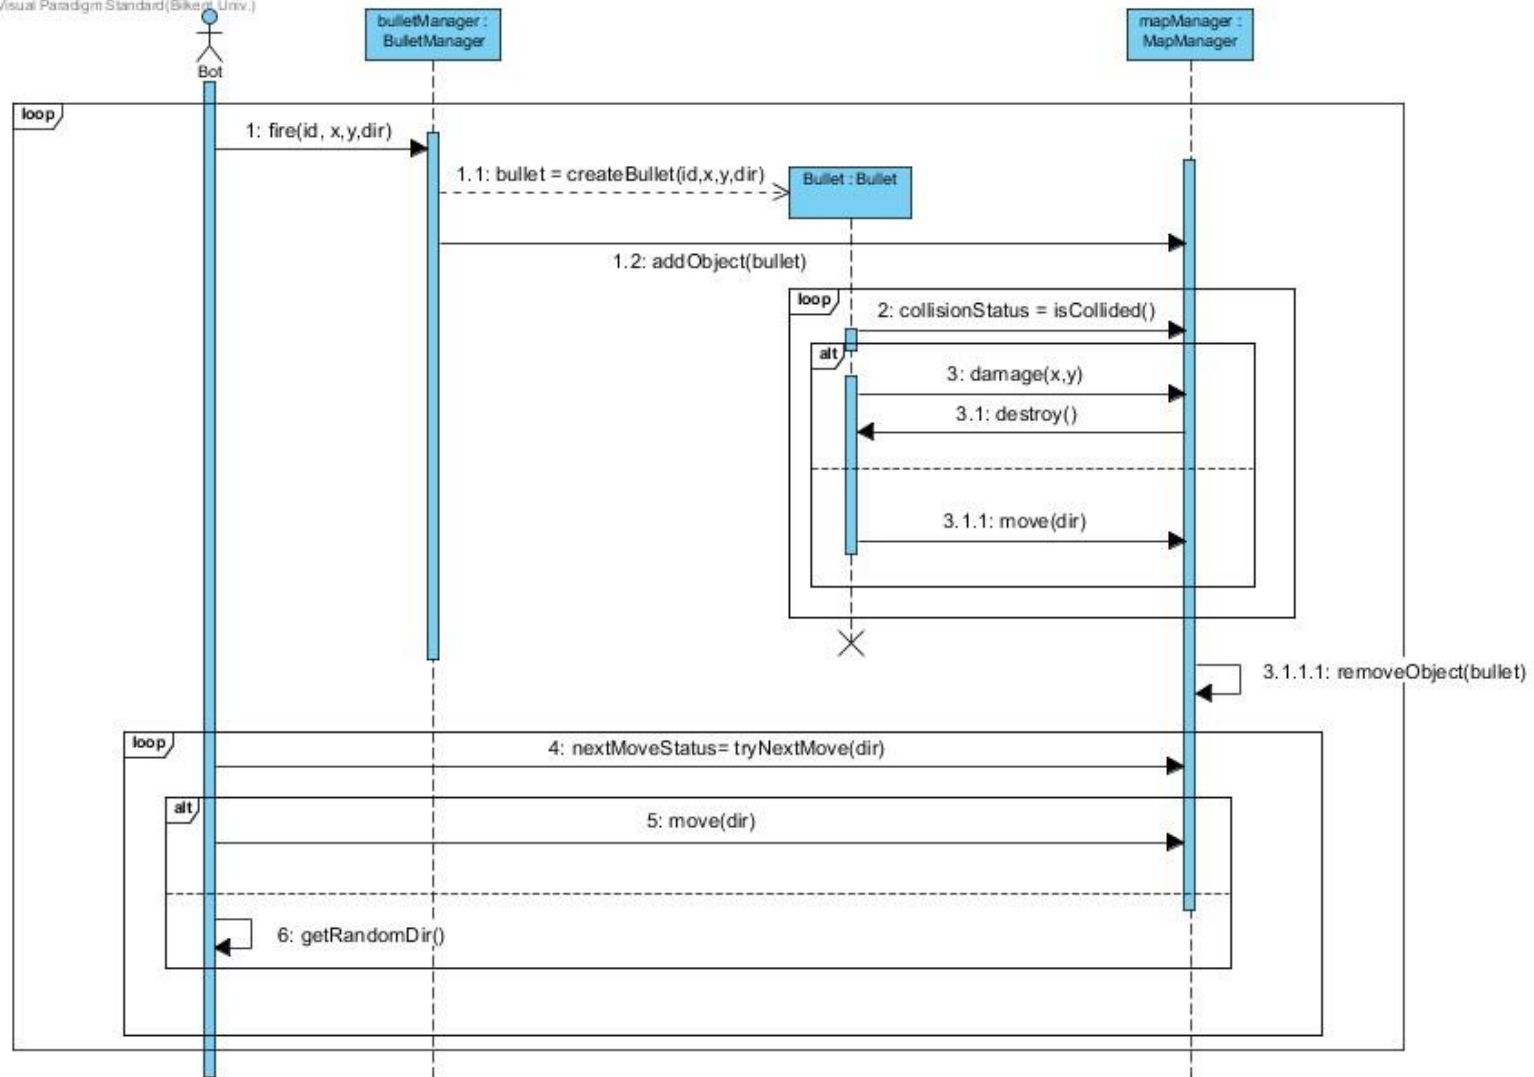 Visual Paradigm Standard(Bilkent Univ.)
bulletManager :
BulletManager
mapManager :
MapManager
Bot
loop
1: fire(id, x,y,dir)
1.1: bullet = createBullet(id,x,y,dir)
Bullet : Bullet
1.2: addObject(bullet)
loop
2: collisionStatus = isCollided()
alt
3: damage(x,y)
3.1: destroy()
3.1.1: move(dir)
3.1.1.1: removeObject(bullet)
loop
4: nextMoveStatus= tryNextMove(dir)
alt
5: move(dir)
6: getRandomDir()